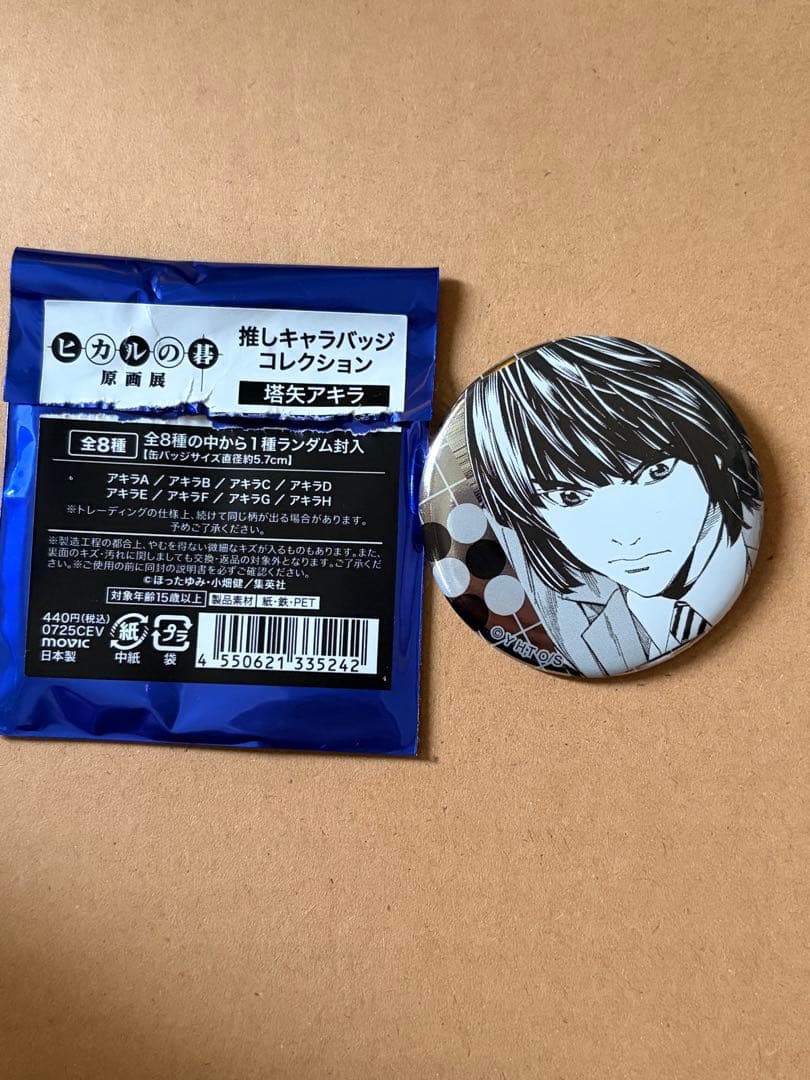 ヒカルの碁
原画展
推しキャラバッジ
コレクション
塔矢アキラ
全8種
全8種の中から1種ランダム封入
【缶バッジサイズ直径約5.7cm】
アキラA / アキラB / アキラC / アキラD
アキラE / アキラF / アキラG / アキラH
※トレーディングの仕様上、続けて同じ柄が出る場合があります。
予めご了承ください。
※製造工程の都合上、やむを得ない微細なキズが入るものもあります。また、
裏面のキズ・汚れに関しましても交換・返品の対象外となります。ご了承くださ
い。※ご使用の前に同封の説明書を必ずご確認ください。
©ほったゆみ・小畑健／集英社
対象年齢15歳以上 製品素材 紙・鉄・PET
440円(税込)
0725CEV
movic
日本製
紙
中紙
プラ
袋
4 550621 335242
4
©Y.H,T.O/S